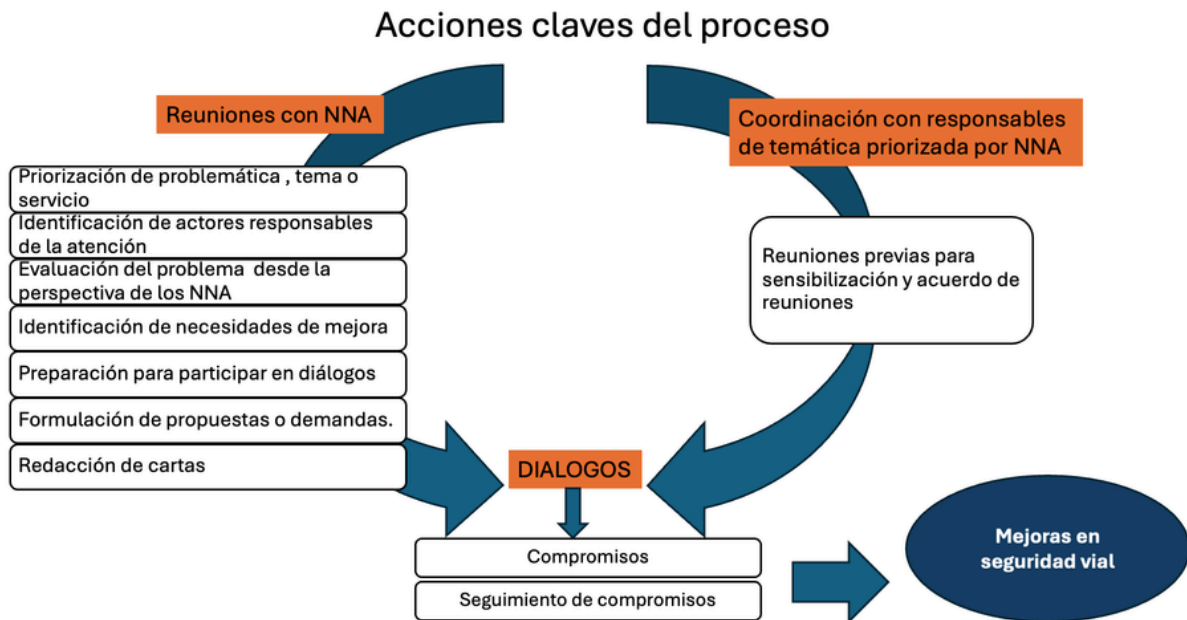 Acciones claves del proceso
Reuniones con NNA
Priorización de problemática , tema o
servicio
Identificación de actores responsables
de la atención
Evaluación del problema  desde la
perspectiva de los NNA
Identificación de necesidades de mejora
Preparación para participar en diálogos
Formulación de propuestas o demandas.
Redacción de cartas
Coordinación con responsables
de temática priorizada por NNA
Reuniones previas para
sensibilización y acuerdo de
reuniones
DIALOGOS
Compromisos
Seguimiento de compromisos
Mejoras en
seguridad vial